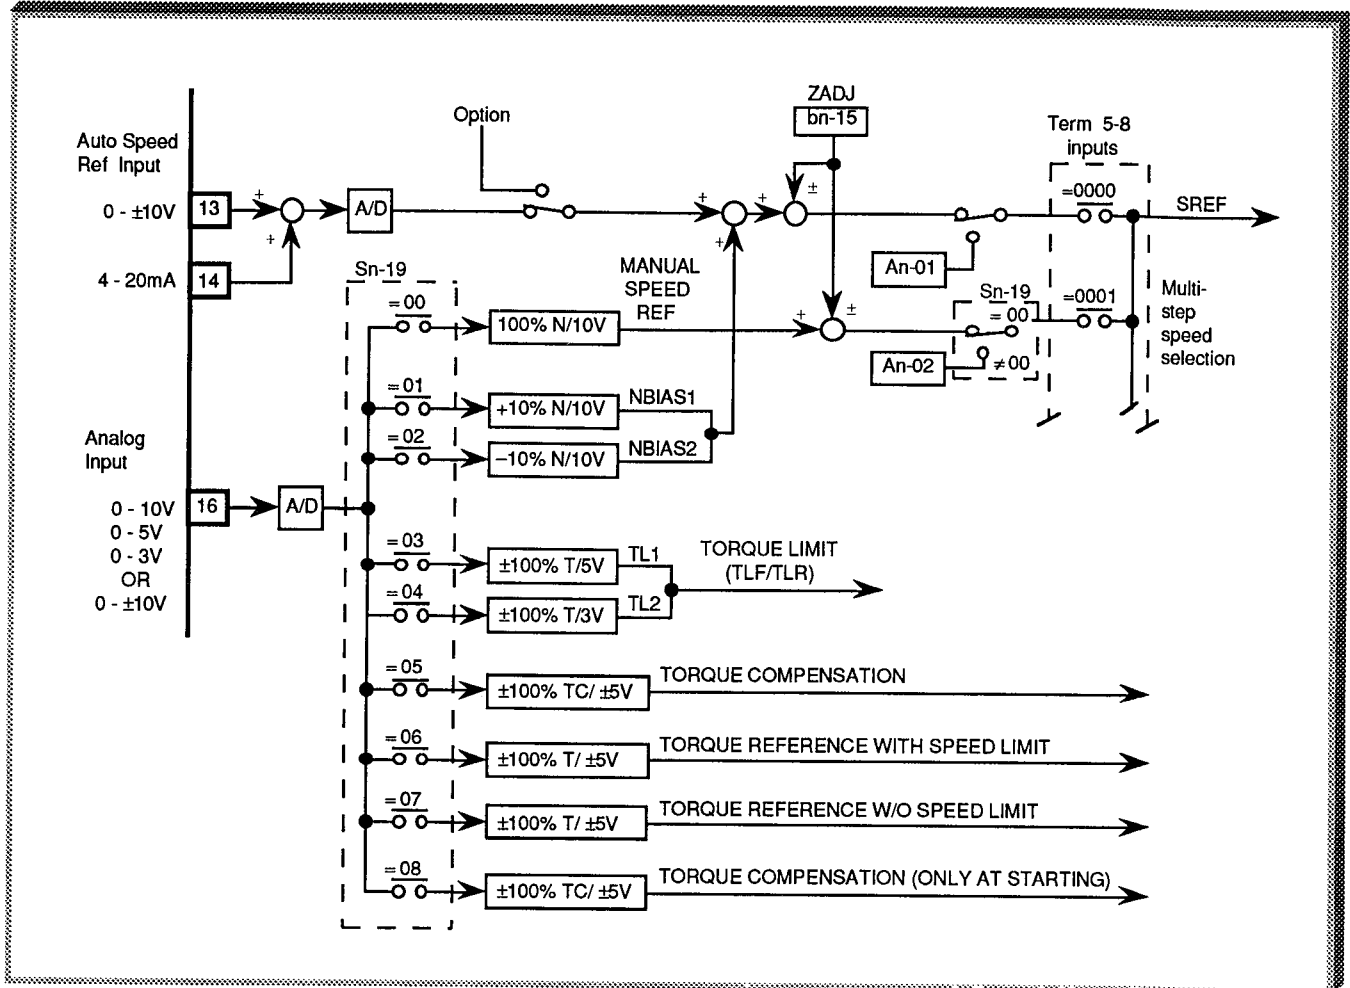 ZADJ
bn-15
Option
Term 5-8
inputs
Auto Speed
Ref Input
=0000
0 - ±10V
13
+
+
A/D
+
+
+
±
SREF
4 - 20mA
14
An-01
Sn-19
MANUAL
SPEED
REF
=00
100% N/10V
+
±
Sn-19
=00
=0001
Multi-
step
speed
selection
An-02
≠00
=01
+10% N/10V
NBIAS1
=02
−10% N/10V
NBIAS2
Analog
Input
0 - 10V
0 - 5V
0 - 3V
OR
0 - ±10V
16
A/D
=03
±100% T/5V
TL1
TORQUE LIMIT
(TLF/TLR)
=04
±100% T/3V
TL2
=05
±100% TC/ ±5V
TORQUE COMPENSATION
=06
±100% T/ ±5V
TORQUE REFERENCE WITH SPEED LIMIT
=07
±100% T/ ±5V
TORQUE REFERENCE W/O SPEED LIMIT
=08
±100% TC/ ±5V
TORQUE COMPENSATION (ONLY AT STARTING)